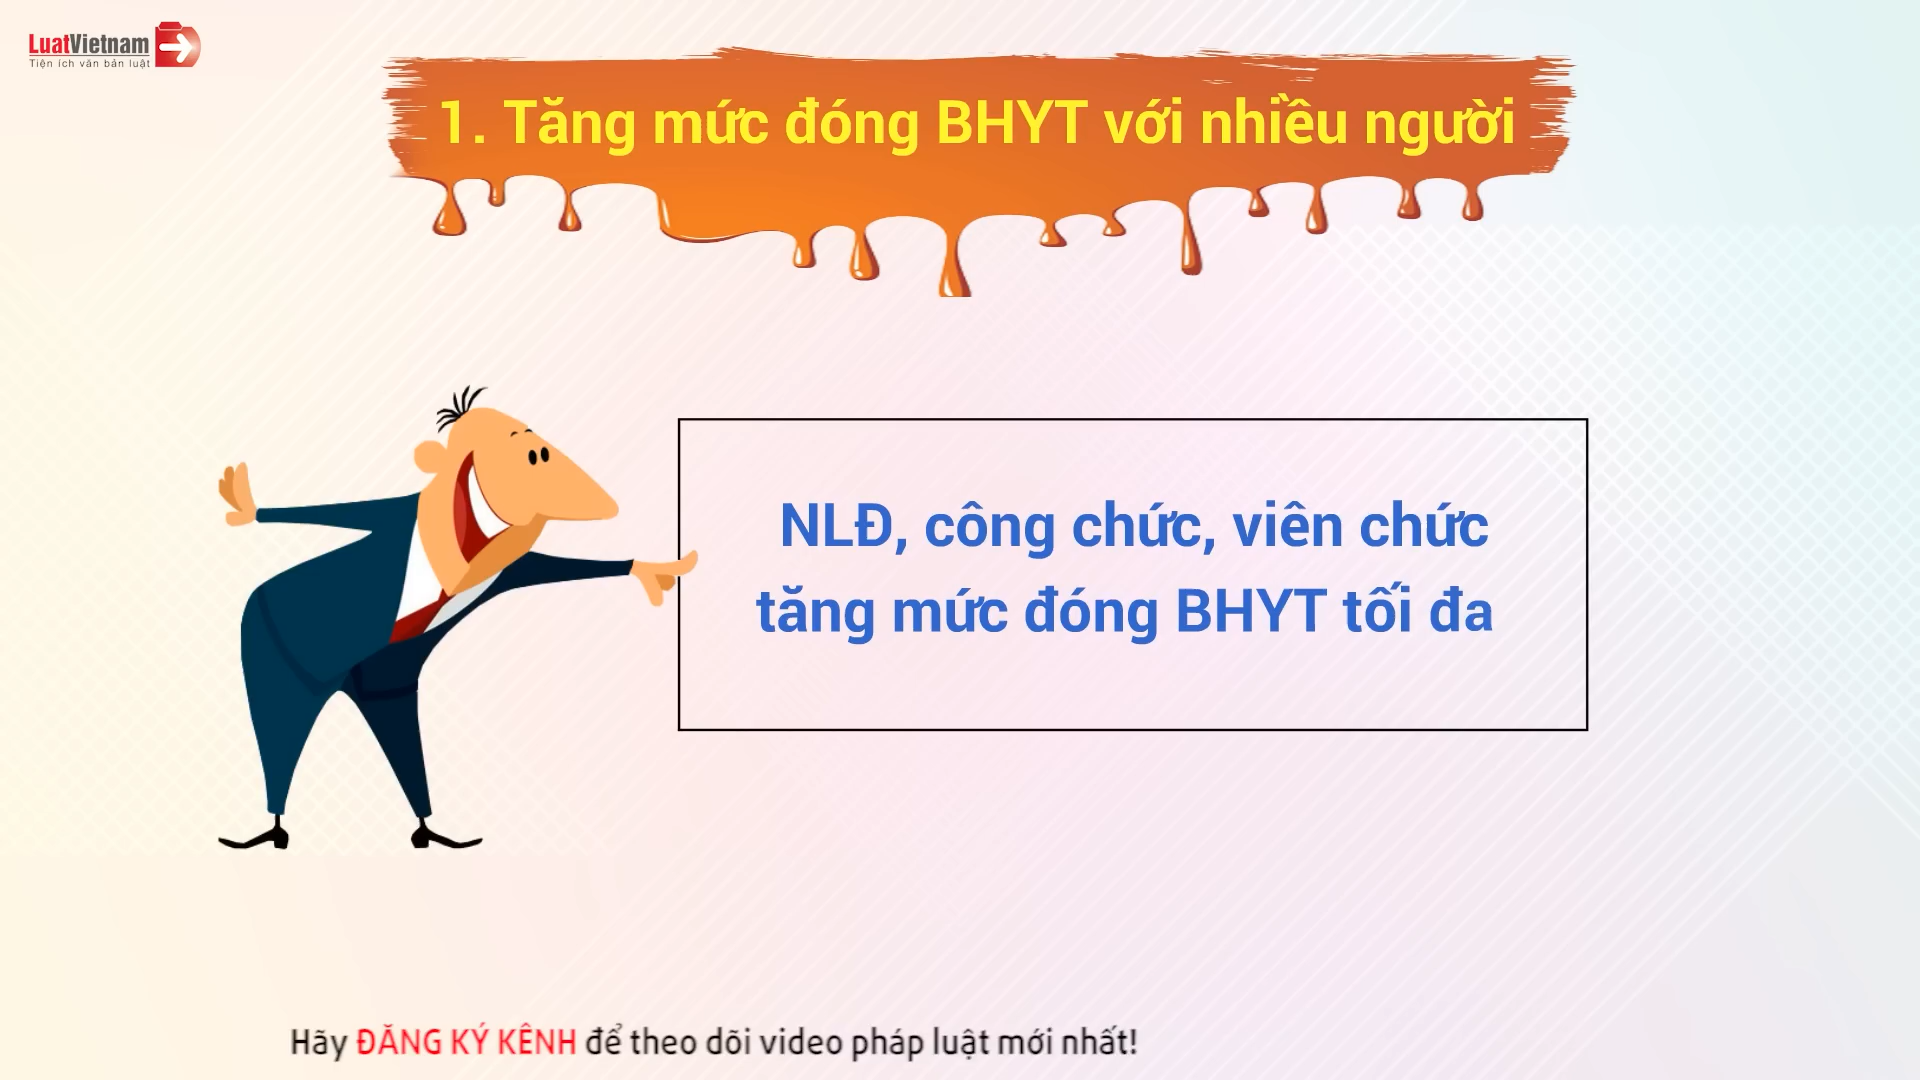 LuatVietnam
Tiện ích văn bản luật
1. Tăng mức đóng BHYT với nhiều người
NLĐ, công chức, viên chức
tăng mức đóng BHYT tối đa
Hãy ĐĂNG KÝ KÊNH để theo dõi video pháp luật mới nhất!